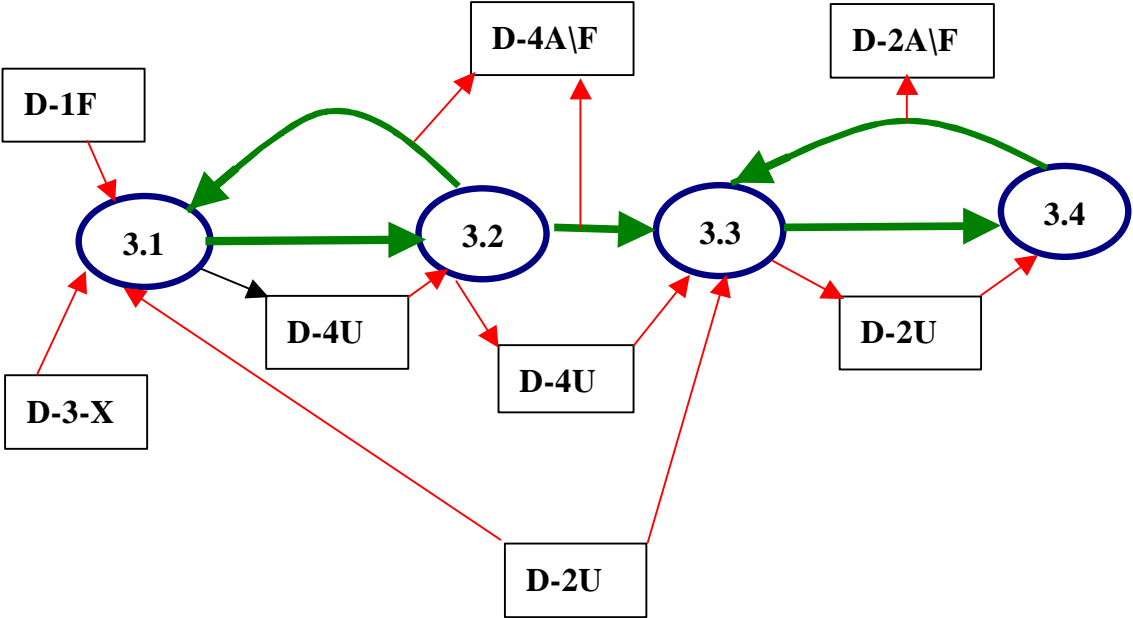 D-4A\F
D-2A\F
D-1F
3.1
3.2
3.3
3.4
D-4U
D-2U
D-4U
D-3-X
D-2U